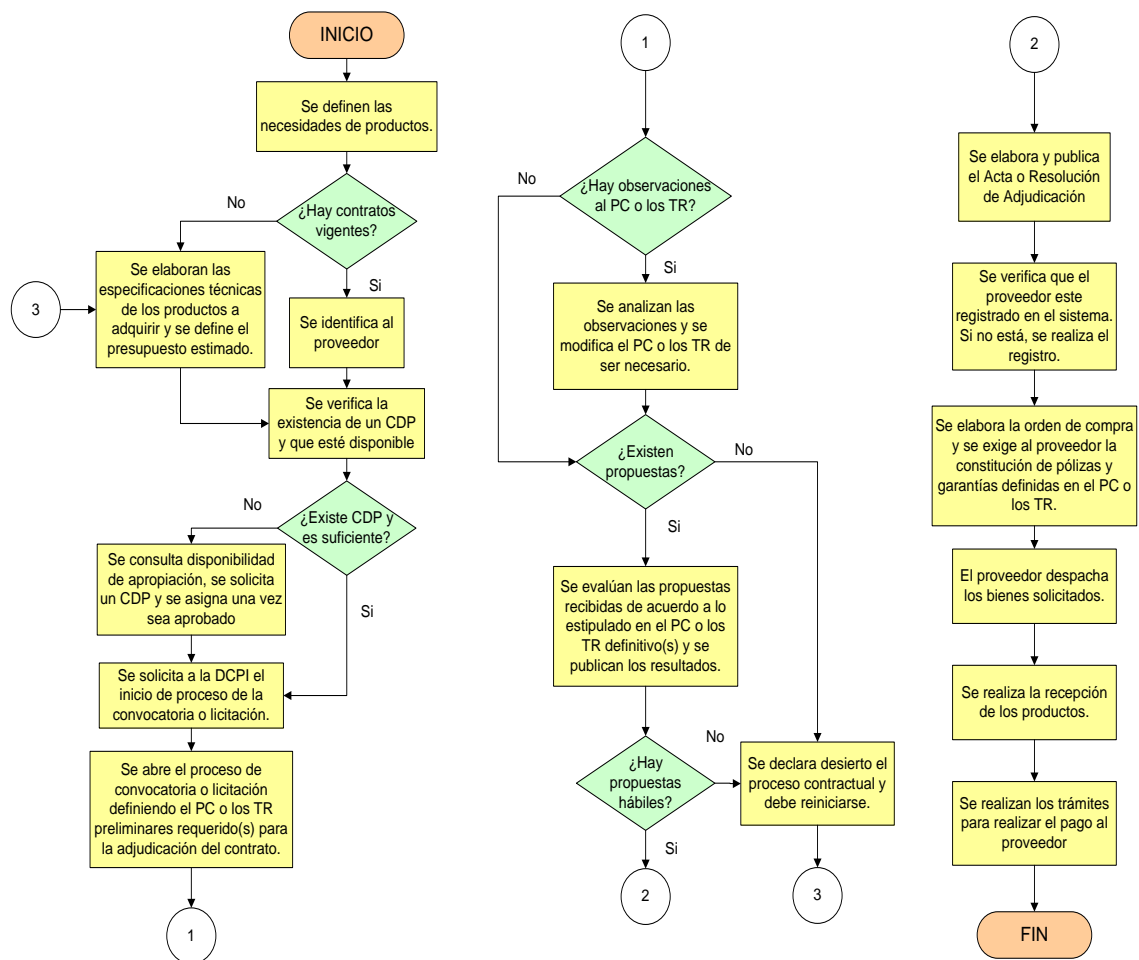 INICIO
Se definen las
necesidades de productos.
¿Hay contratos
vigentes?
No
Si
Se elaboran las
especificaciones técnicas
de los productos a
adquirir y se define el
presupuesto estimado.
3
Se identifica al
proveedor
Se verifica la
existencia de un CDP
y que esté disponible
¿Existe CDP y
es suficiente?
No
Si
Se consulta disponibilidad
de apropiación, se solicita
un CDP y se asigna una vez
sea aprobado
Se solicita a la DCPI el
inicio de proceso de la
convocatoria o licitación.
Se abre el proceso de
convocatoria o licitación
definiendo el PC o los TR
preliminares requerido(s) para
la adjudicación del contrato.
1
1
¿Hay observaciones
al PC o los TR?
No
Si
Se analizan las
observaciones y se
modifica el PC o los TR de
ser necesario.
¿Existen
propuestas?
No
Si
Se evalúan las propuestas
recibidas de acuerdo a lo
estipulado en el PC o los
TR definitivo(s) y se
publican los resultados.
¿Hay
propuestas
hábiles?
No
Si
Se declara desierto el
proceso contractual y
debe reiniciarse.
2
3
2
Se elabora y publica
el Acta o Resolución
de Adjudicación
Se verifica que el
proveedor este
registrado en el sistema.
Si no está, se realiza el
registro.
Se elabora la orden de compra
y se exige al proveedor la
constitución de pólizas y
garantías definidas en el PC o
los TR.
El proveedor despacha
los bienes solicitados.
Se realiza la recepción
de los productos.
Se realizan los trámites
para realizar el pago al
proveedor
FIN